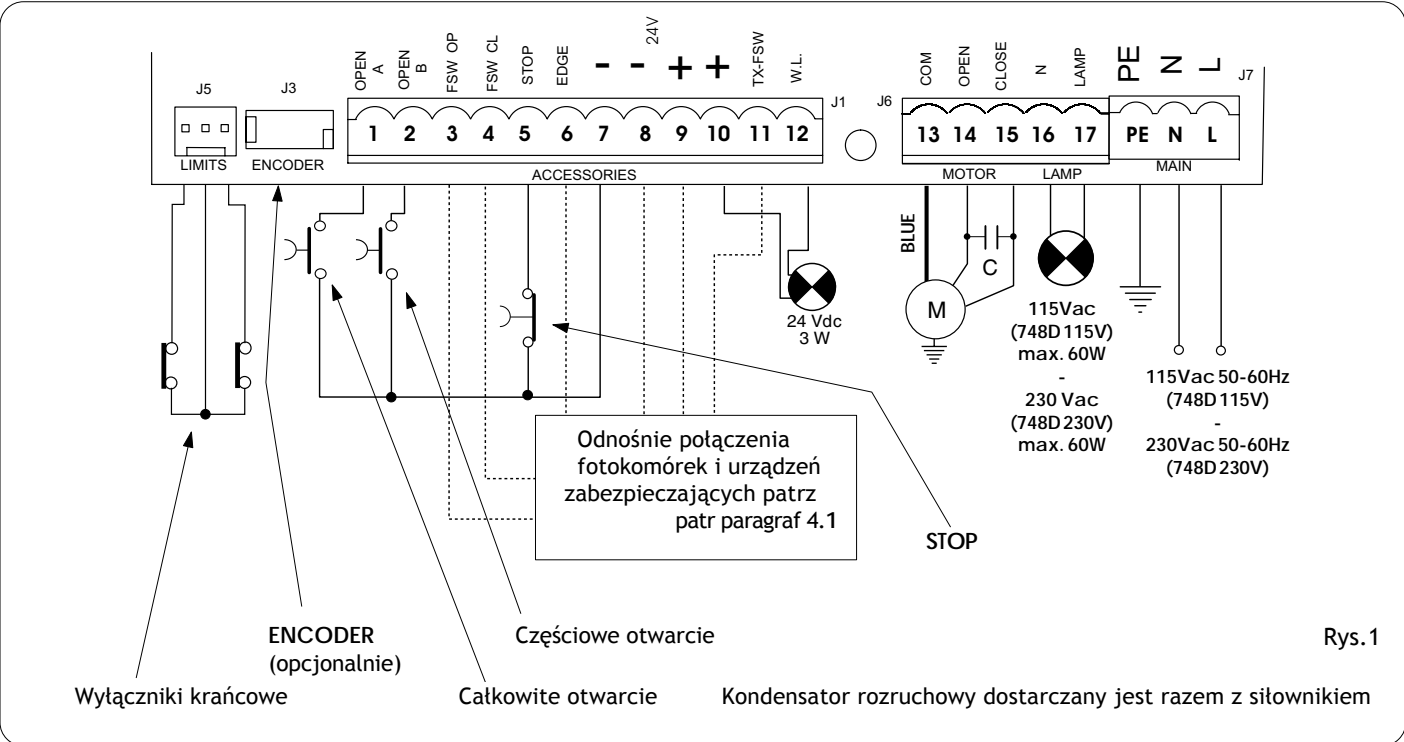 OPEN A
OPEN B
FSW OP
FSW CL
STOP
EDGE
-
-
24V
+
+
TX-FSW
W.L.
COM
OPEN
CLOSE
N
LAMP
PE
N
L
J5
J3
J1
J6
J7
1 2 3 4 5 6 7 8 9 10 11 12
13 14 15 16 17
PE N L
LIMITS
ENCODER
ACCESSORIES
MOTOR
LAMP
MAIN
BLUE
C
M
24 Vdc
3 W
115Vac
(748D 115V)
max. 60W
-
230 Vac
(748D 230V)
max. 60W
115Vac 50-60Hz
(748D 115V)
-
230Vac 50-60Hz
(748D 230V)
Odnośnie połączenia
fotokomórek i urządzeń
zabezpieczających patrz
patr paragraf 4.1
STOP
ENCODER
(opcjonalnie)
Częściowe otwarcie
Rys.1
Wyłączniki krańcowe
Całkowite otwarcie
Kondensator rozruchowy dostarczany jest razem z siłownikiem